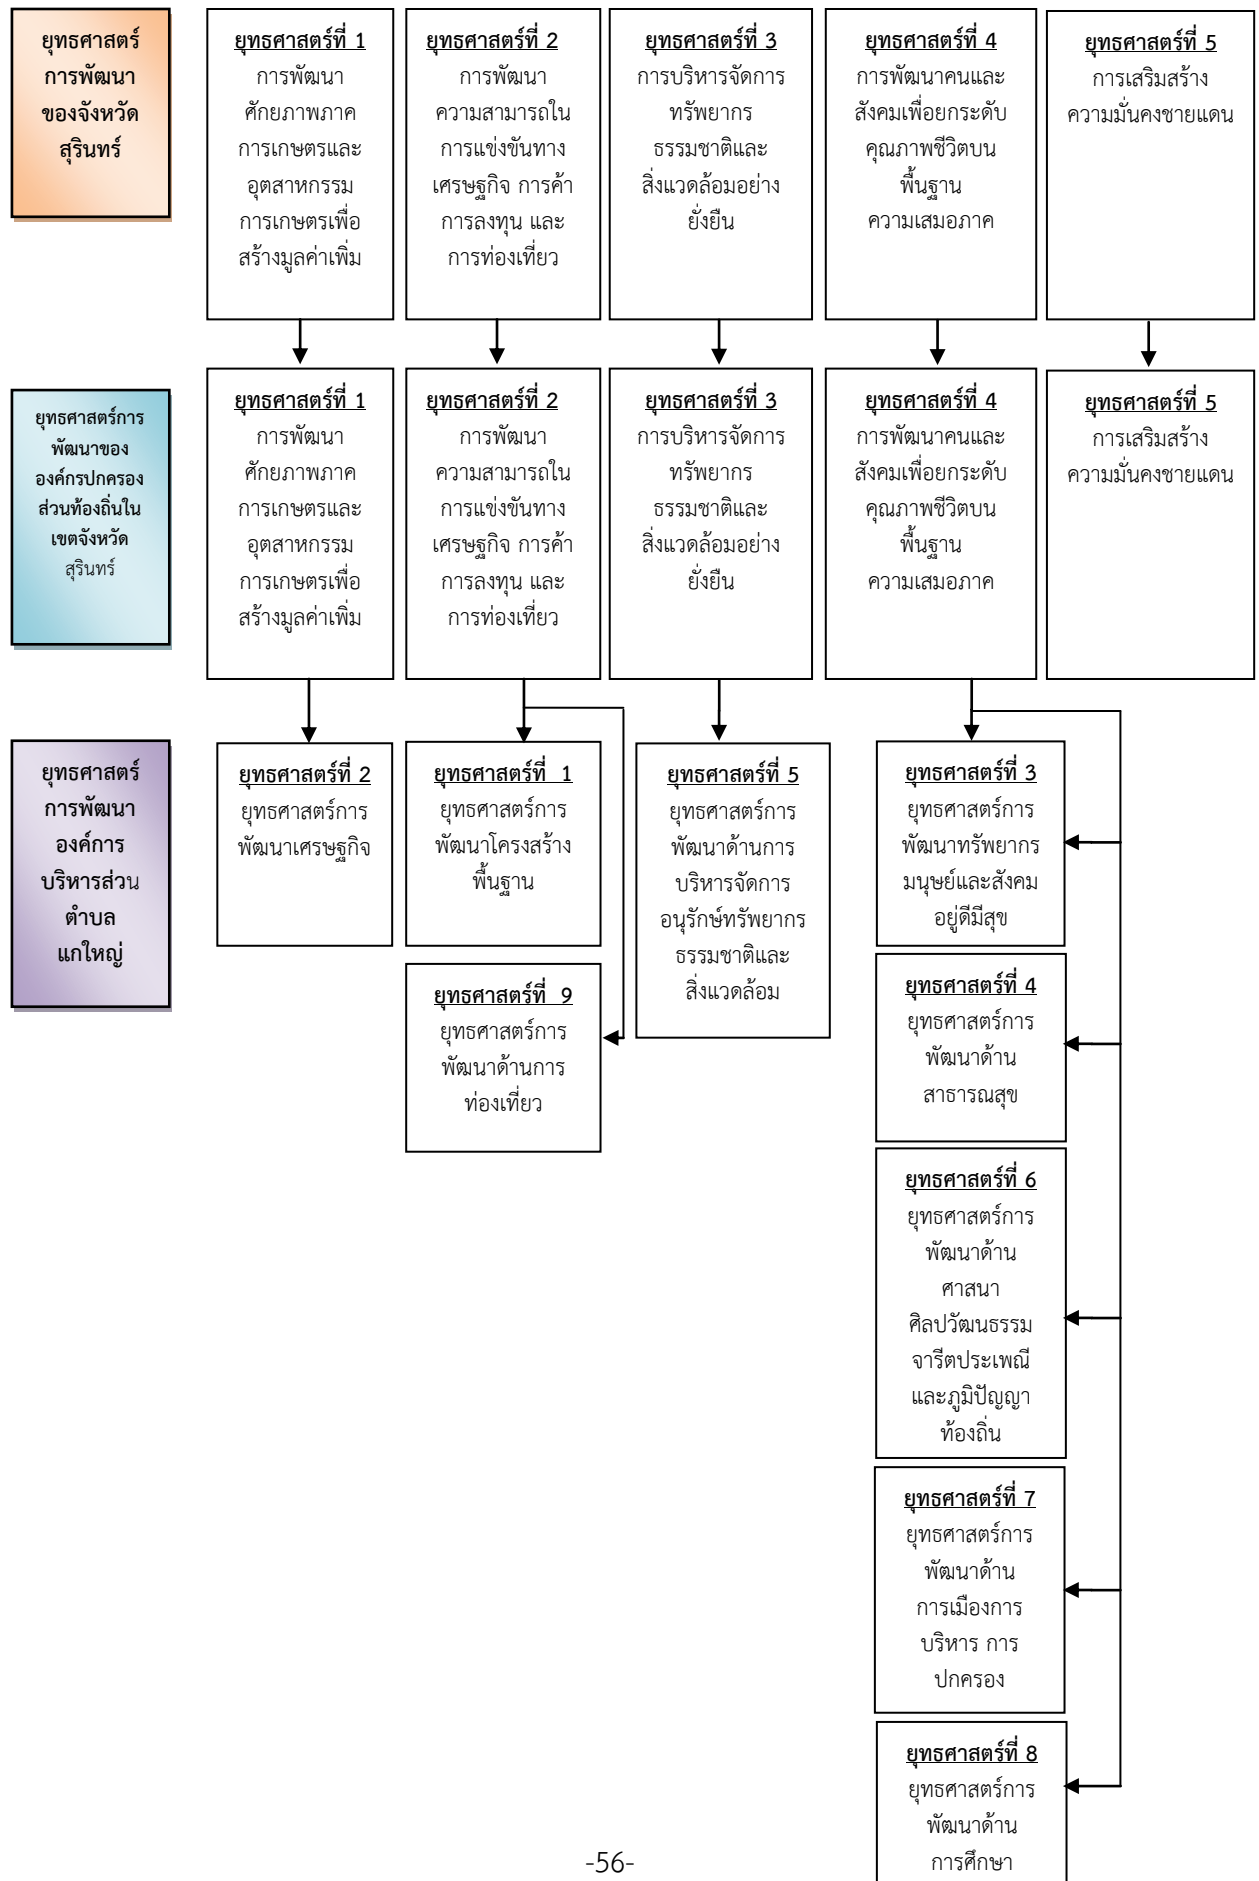 ยุทธศาสตร์
การพัฒนา
ของจังหวัด
สุรินทร์
ยุทธศาสตร์ที่ 1
การพัฒนา
ศักยภาพภาค
การเกษตรและ
อุตสาหกรรม
การเกษตรเพื่อ
สร้างมูลค่าเพิ่ม
ยุทธศาสตร์ที่ 2
การพัฒนา
ความสามารถใน
การแข่งขันทาง
เศรษฐกิจ การค้า
การลงทุน และ
การท่องเที่ยว
ยุทธศาสตร์ที่ 3
การบริหารจัดการ
ทรัพยากร
ธรรมชาติและ
สิ่งแวดล้อมอย่าง
ยั่งยืน
ยุทธศาสตร์ที่ 4
การพัฒนาคนและ
สังคมเพื่อยกระดับ
คุณภาพชีวิตบน
พื้นฐาน
ความเสมอภาค
ยุทธศาสตร์ที่ 5
การเสริมสร้าง
ความมั่นคงชายแดน
ยุทธศาสตร์การ
พัฒนาของ
องค์กรปกครอง
ส่วนท้องถิ่นใน
เขตจังหวัด
สุรินทร์
ยุทธศาสตร์ที่ 1
การพัฒนา
ศักยภาพภาค
การเกษตรและ
อุตสาหกรรม
การเกษตรเพื่อ
สร้างมูลค่าเพิ่ม
ยุทธศาสตร์ที่ 2
การพัฒนา
ความสามารถใน
การแข่งขันทาง
เศรษฐกิจ การค้า
การลงทุน และ
การท่องเที่ยว
ยุทธศาสตร์ที่ 3
การบริหารจัดการ
ทรัพยากร
ธรรมชาติและ
สิ่งแวดล้อมอย่าง
ยั่งยืน
ยุทธศาสตร์ที่ 4
การพัฒนาคนและ
สังคมเพื่อยกระดับ
คุณภาพชีวิตบน
พื้นฐาน
ความเสมอภาค
ยุทธศาสตร์ที่ 5
การเสริมสร้าง
ความมั่นคงชายแดน
ยุทธศาสตร์
การพัฒนา
องค์การ
บริหารส่วน
ตำบล
แกใหญ่
ยุทธศาสตร์ที่ 2
ยุทธศาสตร์การ
พัฒนาเศรษฐกิจ
ยุทธศาสตร์ที่ 1
ยุทธศาสตร์การ
พัฒนาโครงสร้าง
พื้นฐาน
ยุทธศาสตร์ที่ 9
ยุทธศาสตร์การ
พัฒนาด้านการ
ท่องเที่ยว
ยุทธศาสตร์ที่ 5
ยุทธศาสตร์การ
พัฒนาด้านการ
บริหารจัดการ
อนุรักษ์ทรัพยากร
ธรรมชาติและ
สิ่งแวดล้อม
ยุทธศาสตร์ที่ 3
ยุทธศาสตร์การ
พัฒนาทรัพยากร
มนุษย์และสังคม
อยู่ดีมีสุข
ยุทธศาสตร์ที่ 4
ยุทธศาสตร์การ
พัฒนาด้าน
สาธารณสุข
ยุทธศาสตร์ที่ 6
ยุทธศาสตร์การ
พัฒนาด้าน
ศาสนา
ศิลปวัฒนธรรม
จารีตประเพณี
และภูมิปัญญา
ท้องถิ่น
ยุทธศาสตร์ที่ 7
ยุทธศาสตร์การ
พัฒนาด้าน
การเมืองการ
บริหาร การ
ปกครอง
ยุทธศาสตร์ที่ 8
ยุทธศาสตร์การ
พัฒนาด้าน
การศึกษา
-56-